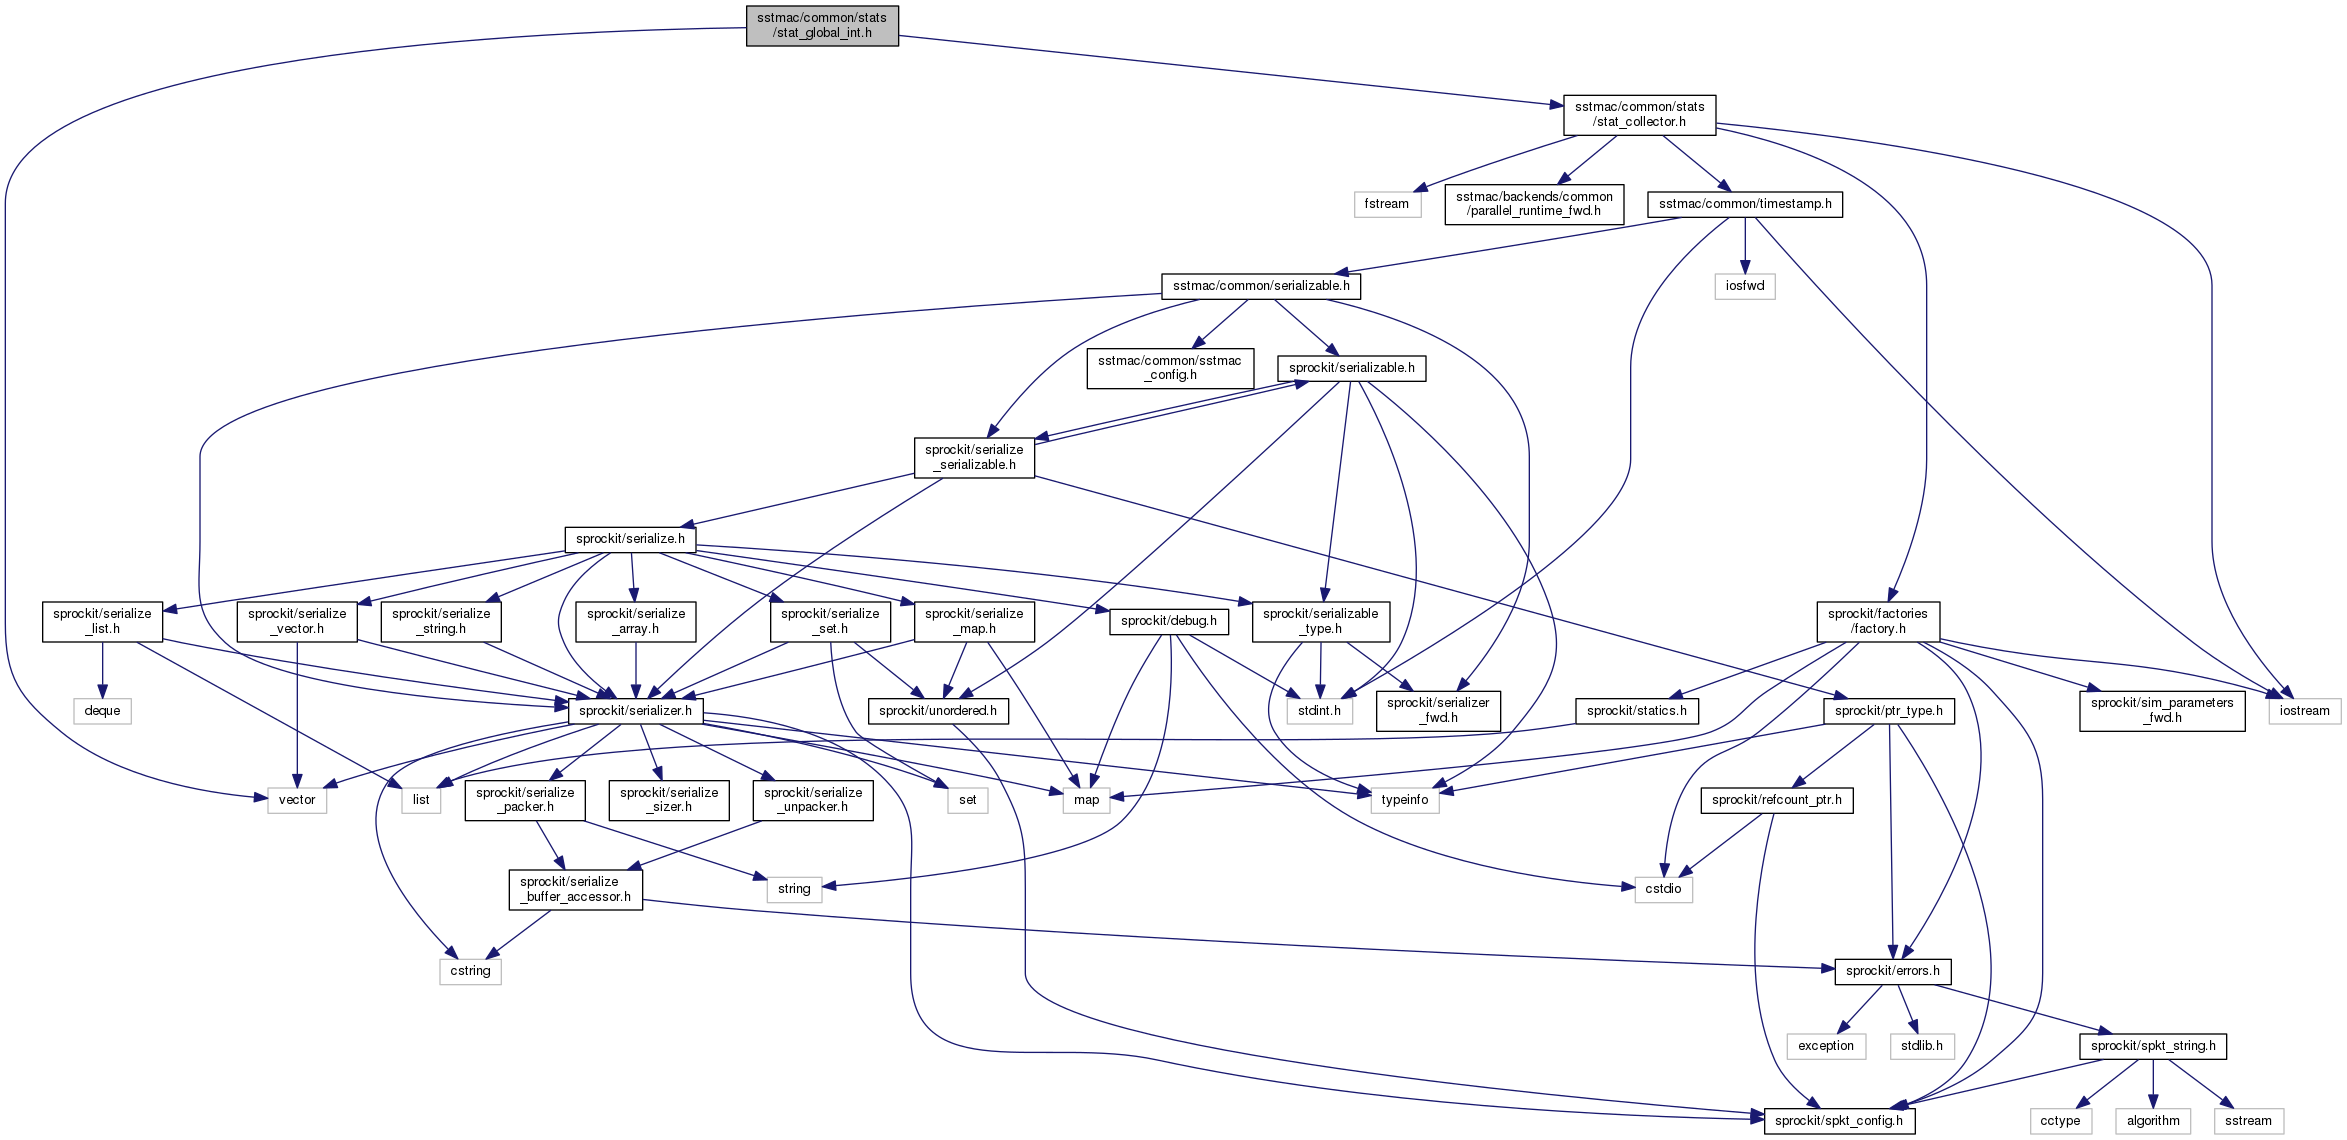 sstmac/common/stats
/stat_global_int.h
sstmac/common/stats
/stat_collector.h
fstream
sstmac/backends/common
/parallel_runtime_fwd.h
sstmac/common/timestamp.h
sstmac/common/serializable.h
iosfwd
sstmac/common/sstmac
_config.h
sprockit/serializable.h
sprockit/serialize
_serializable.h
sprockit/serialize.h
sprockit/serialize
_list.h
sprockit/serialize
_vector.h
sprockit/serialize
_string.h
sprockit/serialize
_array.h
sprockit/serialize
_set.h
sprockit/serialize
_map.h
sprockit/debug.h
sprockit/serializable
_type.h
sprockit/factories
/factory.h
deque
sprockit/serializer.h
sprockit/unordered.h
stdint.h
sprockit/serializer
_fwd.h
sprockit/statics.h
sprockit/ptr_type.h
sprockit/sim_parameters
_fwd.h
iostream
vector
list
sprockit/serialize
_packer.h
sprockit/serialize
_sizer.h
sprockit/serialize
_unpacker.h
set
map
typeinfo
sprockit/refcount_ptr.h
sprockit/serialize
_buffer_accessor.h
string
cstdio
cstring
sprockit/errors.h
exception
stdlib.h
sprockit/spkt_string.h
sprockit/spkt_config.h
cctype
algorithm
sstream